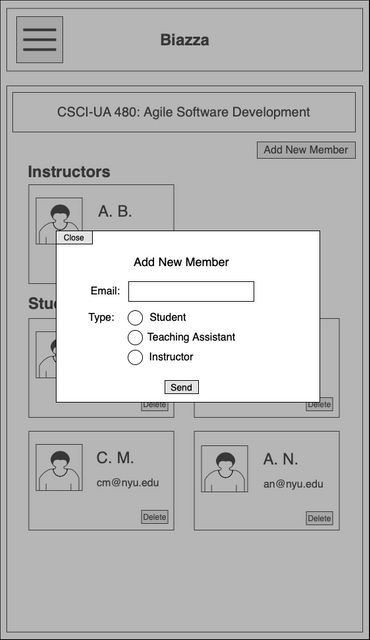 Biazza
CSCI-UA 480: Agile Software Development
Add New Member
Instructors
A. B.
Close
Add New Member
Email:
Type:
Student
Teaching Assistant
Instructor
Send
Delete
Delete
C. M.
cm@nyu.edu
Delete
A. N.
an@nyu.edu
Delete